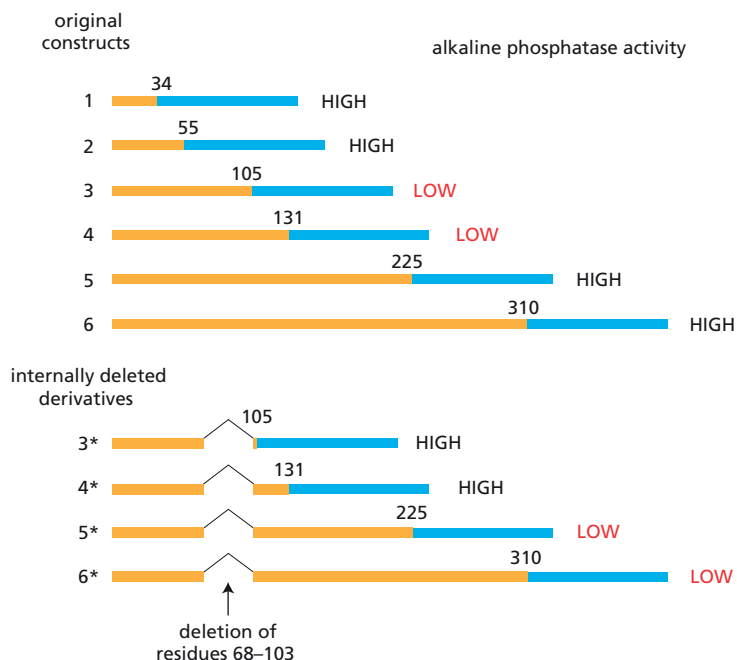 original
constructs
alkaline phosphatase activity
34
1 HIGH
55
2 HIGH
105
3 LOW
131
4 LOW
225
5 HIGH
310
6 HIGH
internally deleted
derivatives
105
3* HIGH
131
4* HIGH
225
5* LOW
310
6* LOW
deletion of
residues 68–103